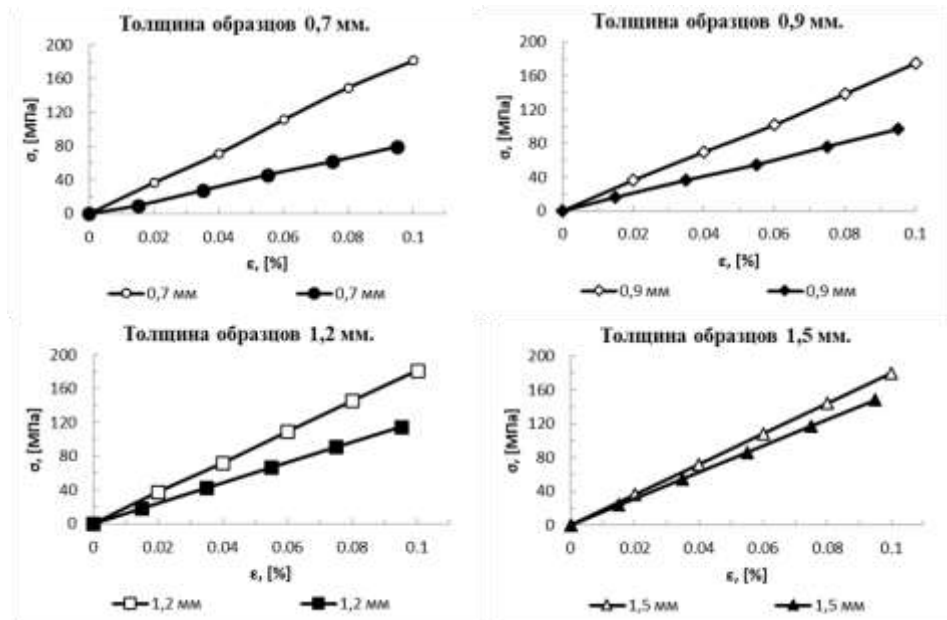 Толщина образцов 0,7 мм.
200
160
120
80
40
0
σ, [МПа]
0 0.02 0.04 0.06 0.08 0.1
ε, [%]
0,7 мм 0,7 мм
Толщина образцов 0,9 мм.
200
160
120
80
40
0
σ, [МПа]
0 0.02 0.04 0.06 0.08 0.1
ε, [%]
0,9 мм 0,9 мм
Толщина образцов 1,2 мм.
200
160
120
80
40
0
σ, [МПа]
0 0.02 0.04 0.06 0.08 0.1
ε, [%]
1,2 мм 1,2 мм
Толщина образцов 1,5 мм.
200
160
120
80
40
0
σ, [МПа]
0 0.02 0.04 0.06 0.08 0.1
ε, [%]
1,5 мм 1,5 мм